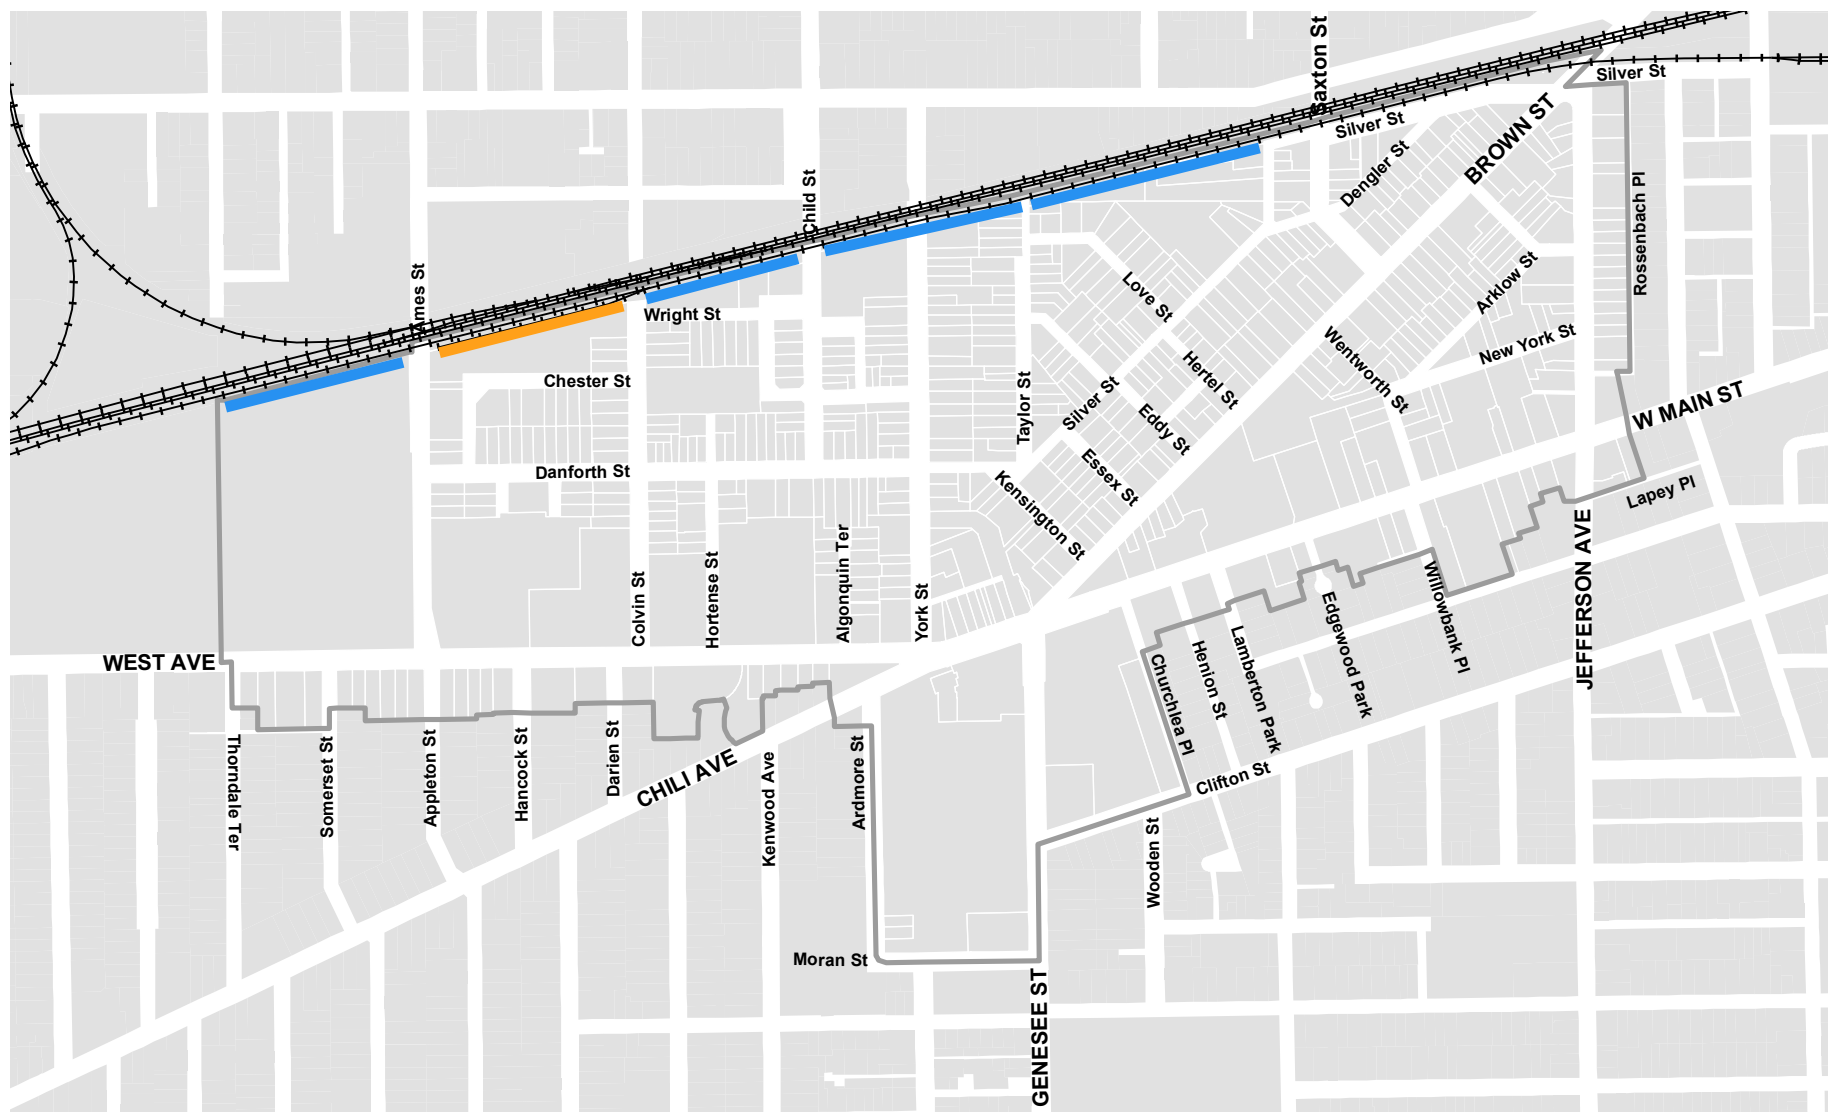 Saxton St
Silver St
Silver St
BROWN ST
Dengler St
Child St
Rossenbach Pl
Ames St
Arklow St
Love St
Wright St
New York St
Wentworth St
Hertel St
Chester St
Silver St
Taylor St
W MAIN ST
Eddy St
Danforth St
Essex St
Kensington St
Lapey Pl
Algonquin Ter
JEFFERSON AVE
Colvin St
Hortense St
York St
Willowbank Pl
Edgewood Park
Lamberton Park
Henion St
Churchlea Pl
WEST AVE
Thorndale Ter
Somerset St
Appleton St
Hancock St
Darien St
CHILI AVE
Kenwood Ave
Ardmore St
Clifton St
Wooden St
Moran St
GENESEE ST